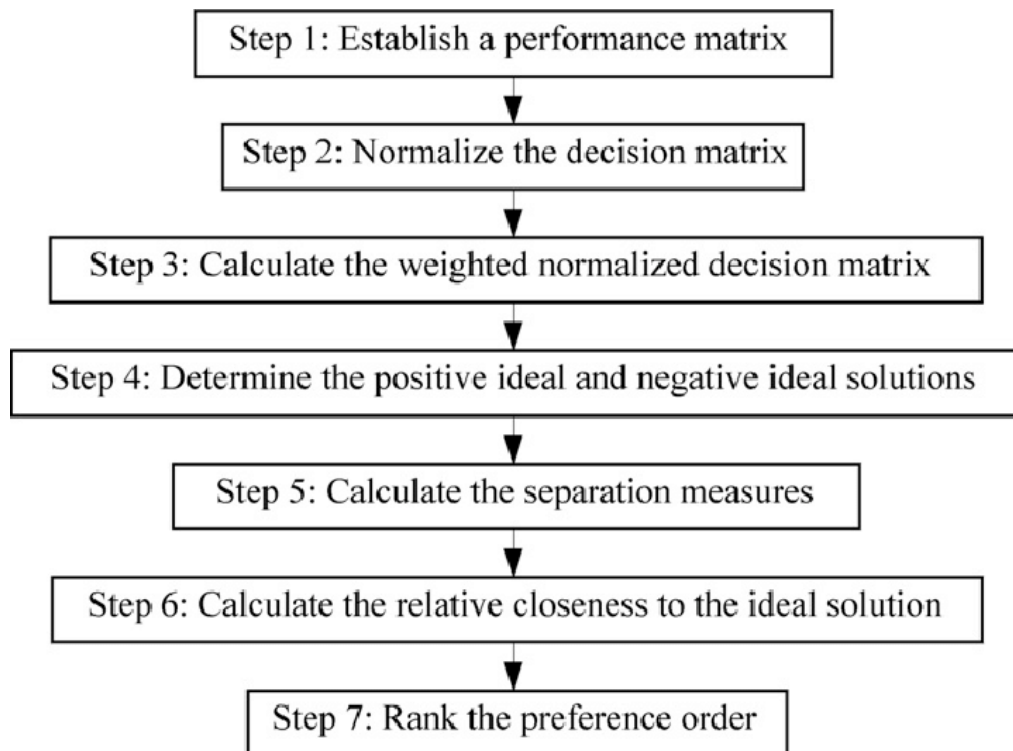 Step 1: Establish a performance matrix
Step 2: Normalize the decision matrix
Step 3: Calculate the weighted normalized decision matrix
Step 4: Determine the positive ideal and negative ideal solutions
Step 5: Calculate the separation measures
Step 6: Calculate the relative closeness to the ideal solution
Step 7: Rank the preference order